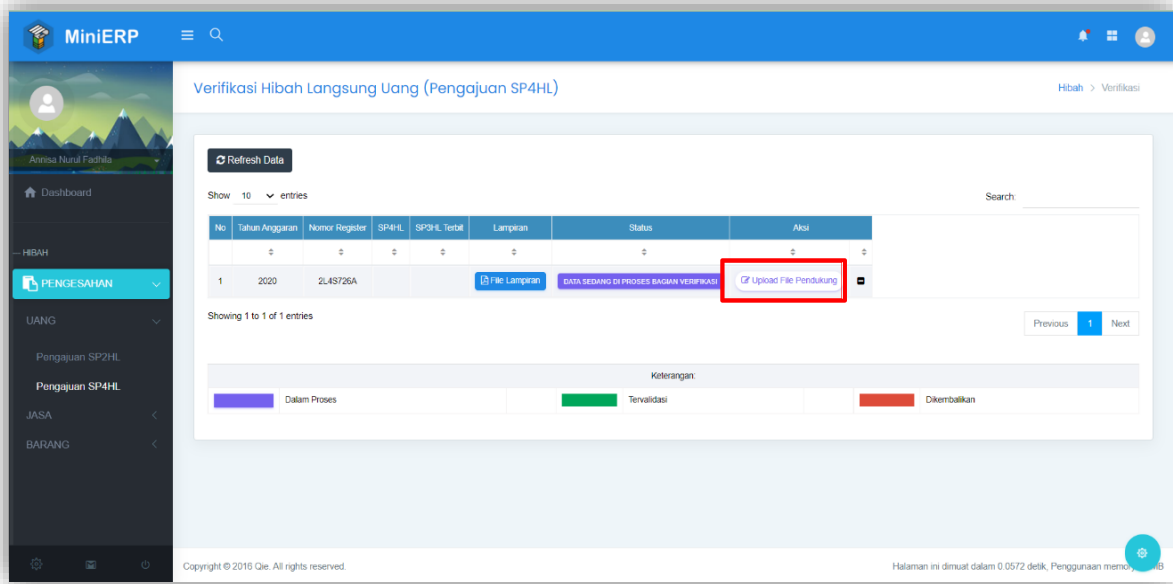 MiniERP
Verifikasi Hibah Langsung Uang (Pengajuan SP4HL)
Hibah > Verifikasi
Annisa Nurul Fadhila
Dashboard
Refresh Data
Show 10 entries
Search:
No Tahun Anggaran Nomor Register SP4HL SP3HL Terbit Lampiran Status Aksi
1 2020 2L4S726A File Lampiran DATA SEDANG DI PROSES BAGIAN VERIFIKASI Upload File Pendukung
Showing 1 to 1 of 1 entries
Previous 1 Next
Keterangan:
Dalam Proses Tervalidasi Dikembalikan
— HIBAH
PENGESAHAN
UANG
Pengajuan SP2HL
Pengajuan SP4HL
JASA
BARANG
Copyright © 2016 Qie. All rights reserved.
Halaman ini dimuat dalam 0.0572 detik, Penggunaan